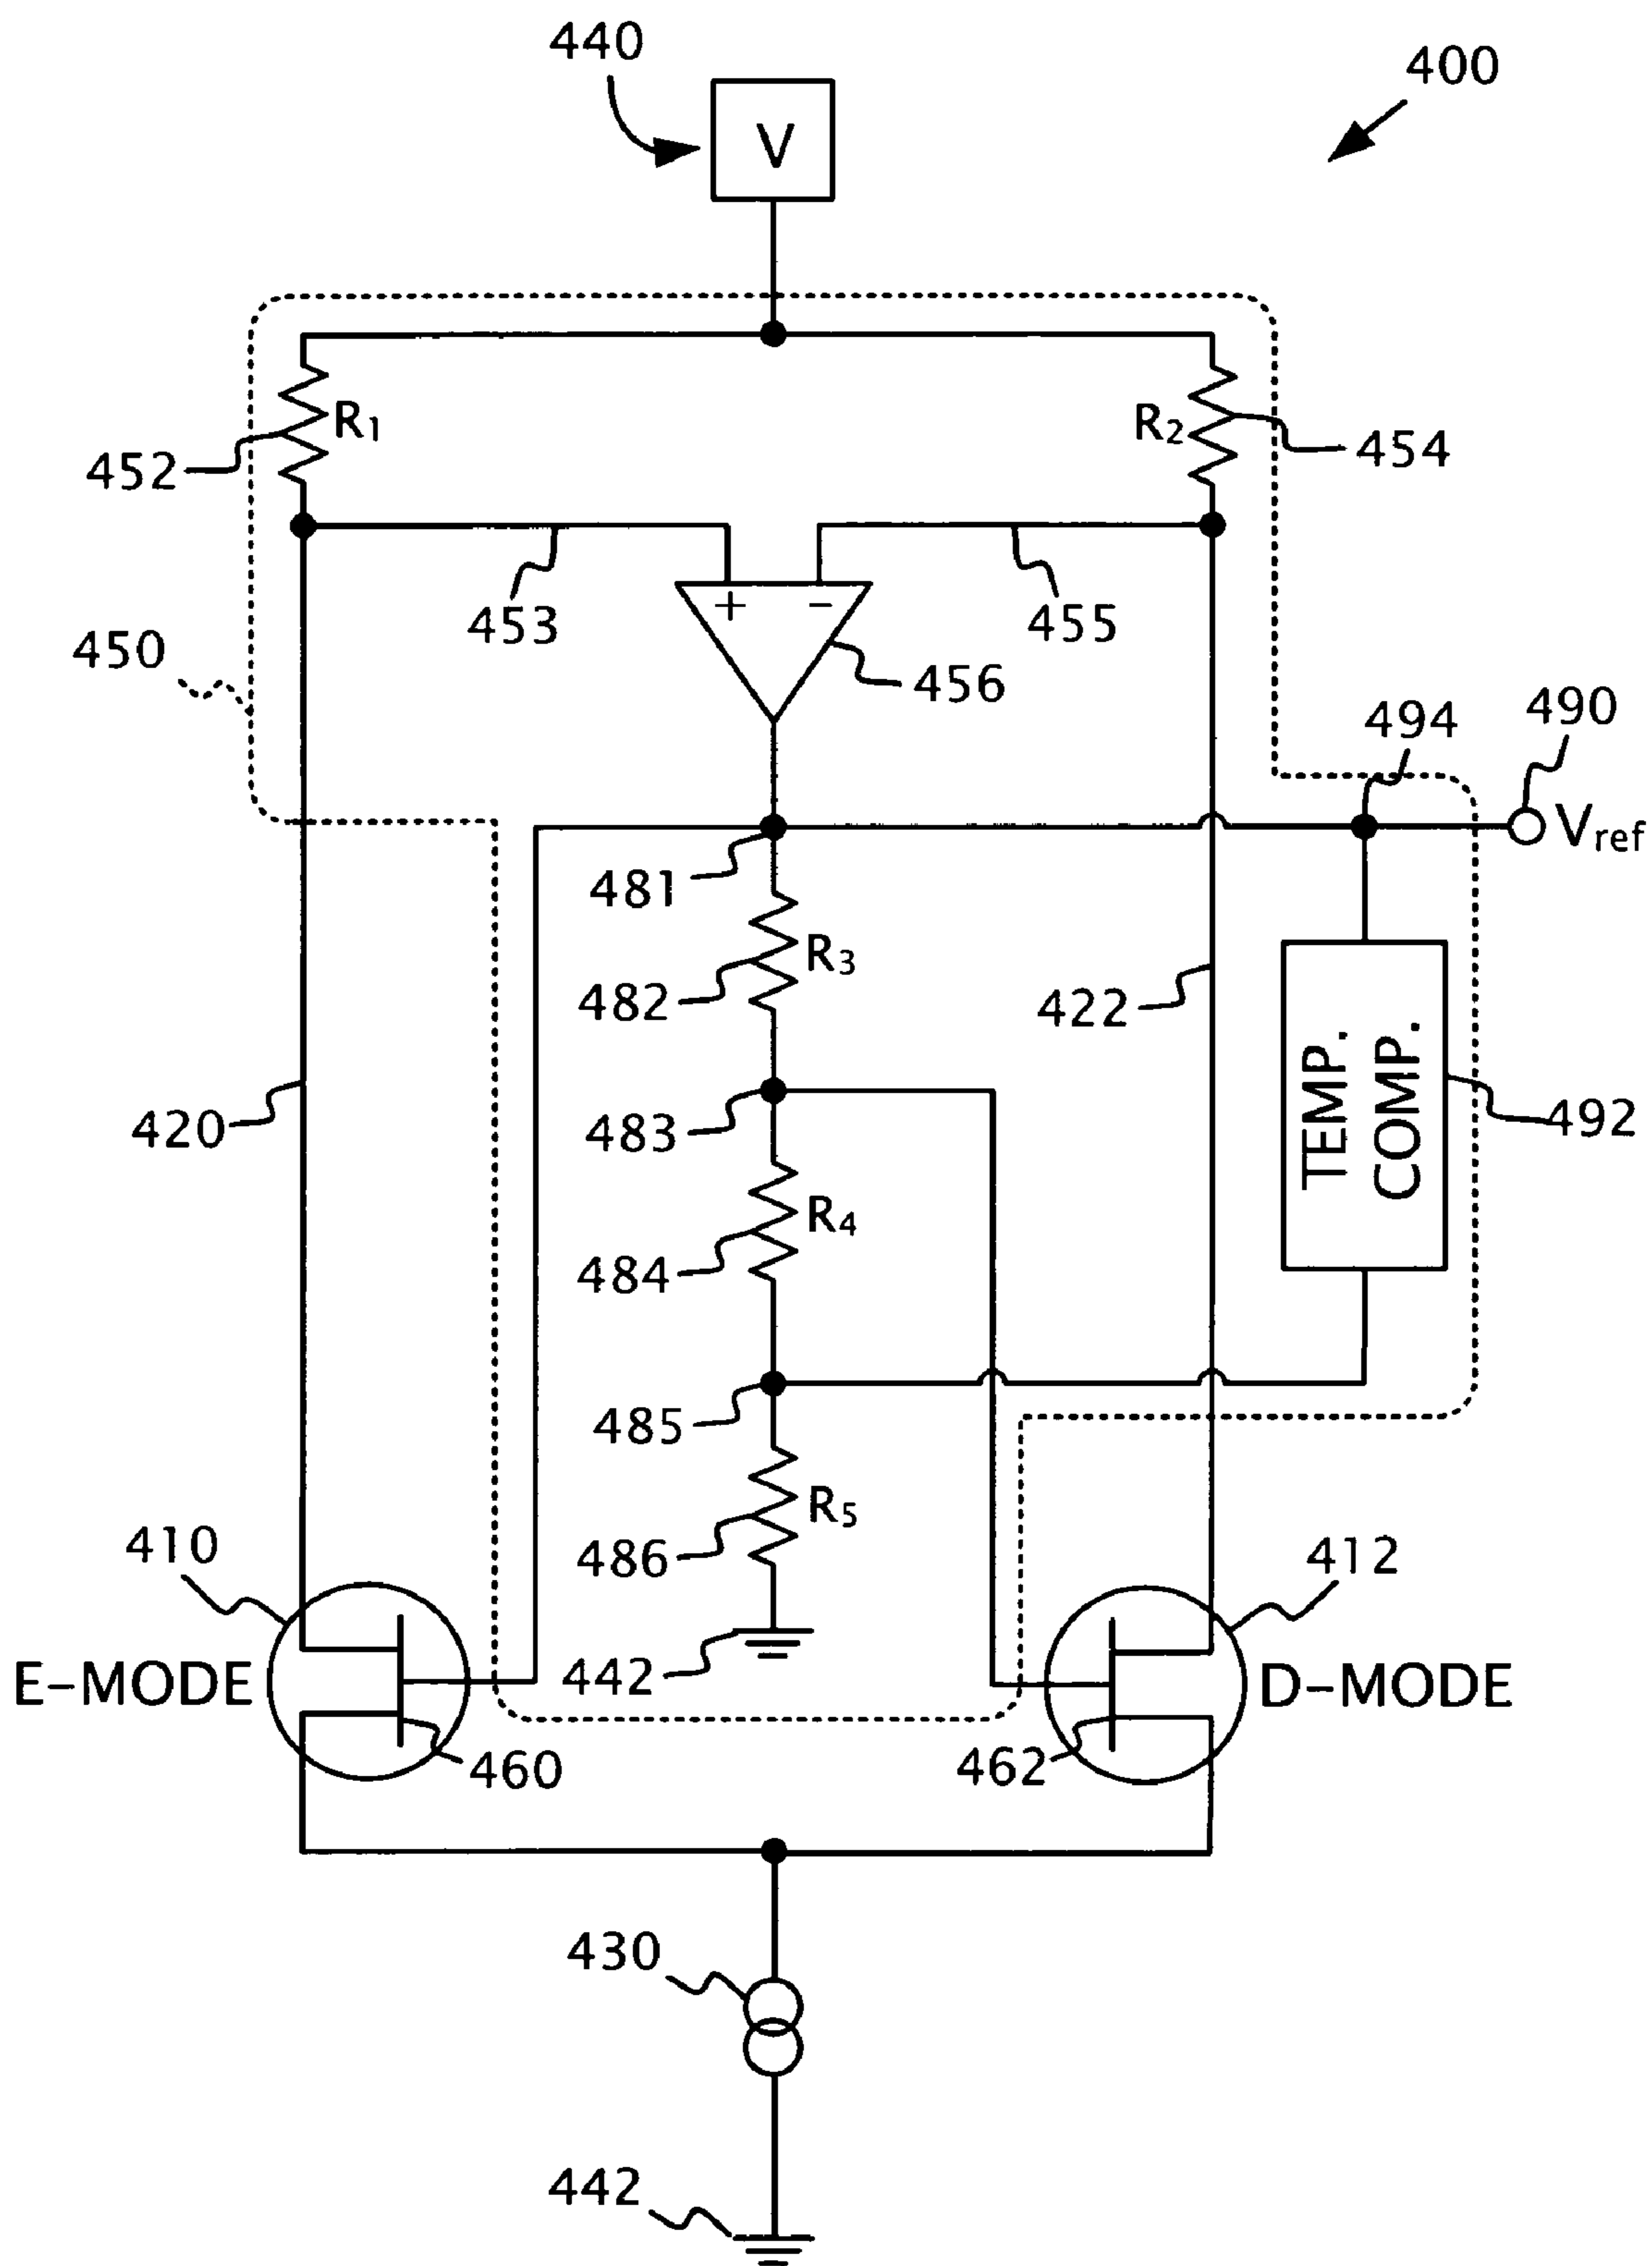 440
400
V
R1
R2
452
454
453
455
+ −
450
456
494
490
Vref
481
R3
482
422
TEMP.
COMP.
420
483
492
R4
484
485
R5
410
486
412
E-MODE
442
D-MODE
460
462
430
442